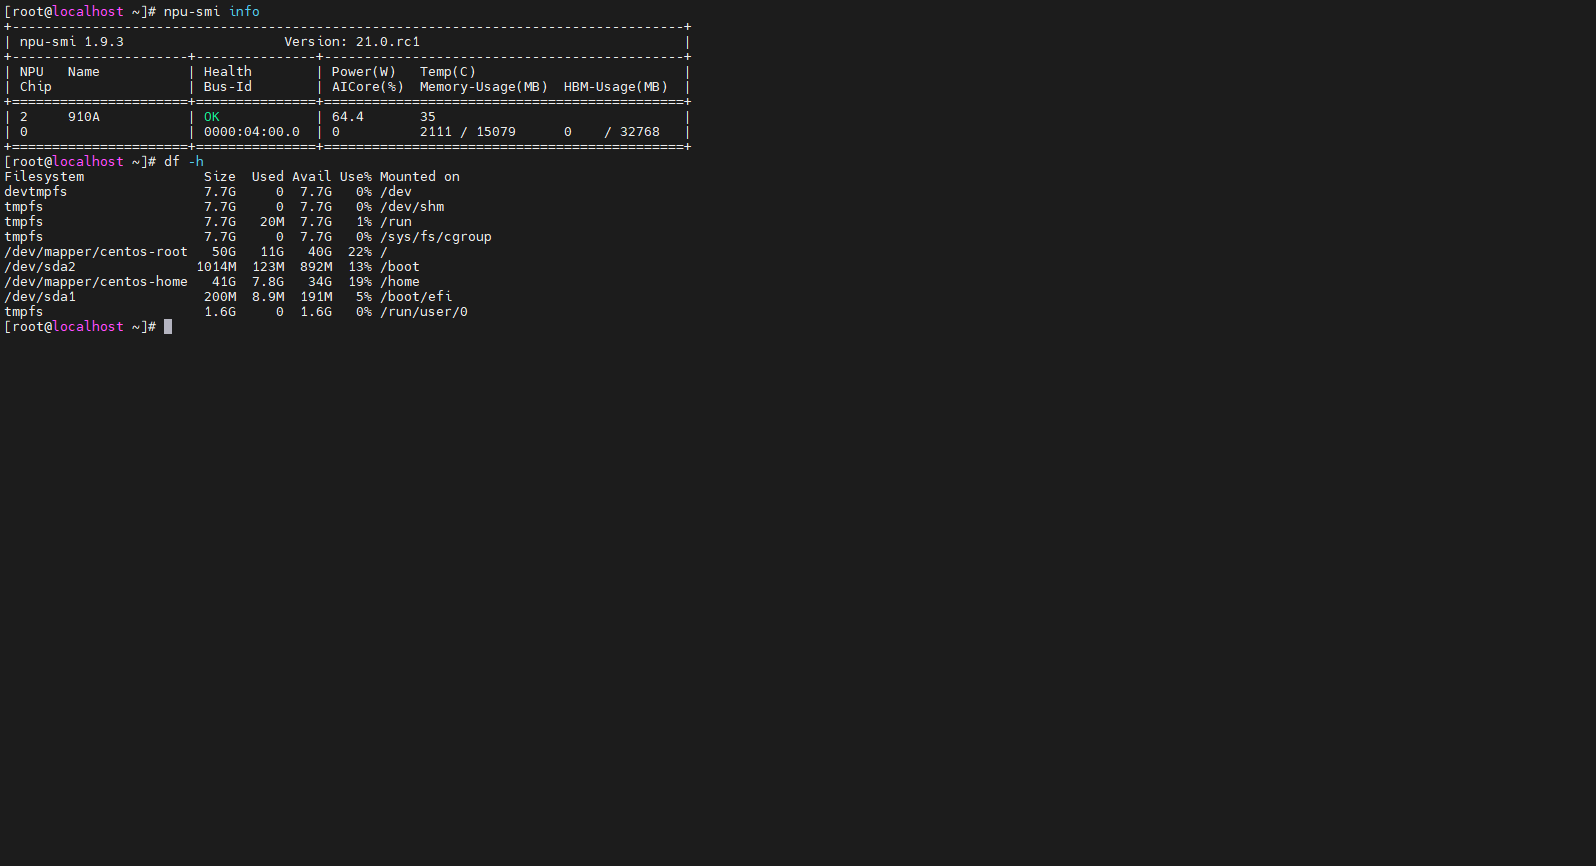 [root@localhost ~]# npu-smi info
+------------------------------------------------------------------------------------+
| npu-smi 1.9.3                    Version: 21.0.rc1                                 |
+----------------------+---------------+---------------------------------------------+
| NPU   Name           | Health        | Power(W)   Temp(C)                          |
| Chip                 | Bus-Id        | AICore(%)  Memory-Usage(MB)  HBM-Usage(MB)  |
+======================+===============+=============================================+
| 2     910A           | OK            | 64.4       35                               |
| 0                    | 0000:04:00.0  | 0          2111 / 15079      0    / 32768   |
+======================+===============+=============================================+
[root@localhost ~]# df -h
Filesystem               Size  Used Avail Use% Mounted on
devtmpfs                 7.7G     0  7.7G   0% /dev
tmpfs                    7.7G     0  7.7G   0% /dev/shm
tmpfs                    7.7G   20M  7.7G   1% /run
tmpfs                    7.7G     0  7.7G   0% /sys/fs/cgroup
/dev/mapper/centos-root   50G   11G   40G  22% /
/dev/sda2               1014M  123M  892M  13% /boot
/dev/mapper/centos-home   41G  7.8G   34G  19% /home
/dev/sda1                200M  8.9M  191M   5% /boot/efi
tmpfs                    1.6G     0  1.6G   0% /run/user/0
[root@localhost ~]#